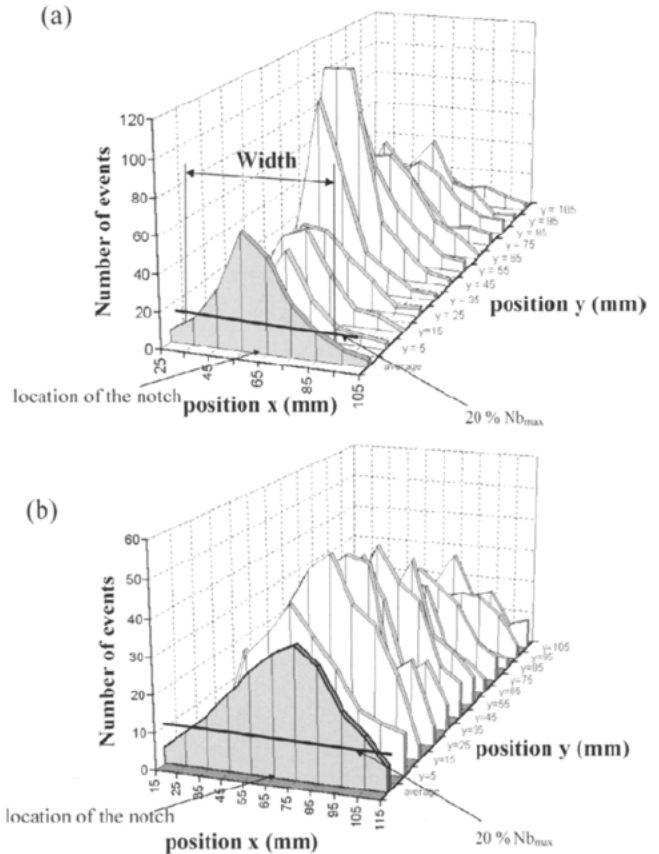 (a)
Number of events
120
100
80
60
40
20
0
Width
25
45
65
85
105
position x (mm)
average
y = 5
y = 15
y = 25
y = 35
y = 45
y = 55
y = 65
y = 75
y = 85
y = 95
y = 105
position y (mm)
location of the notch
20 % Nbmax
(b)
Number of events
60
50
40
30
20
10
0
15
25
35
45
55
65
75
85
95
105
115
position x (mm)
average
y=5
y=15
y=25
y=35
y=45
y=55
y=65
y=75
y=85
y=95
y=105
position y (mm)
location of the notch
20 % Nbmax